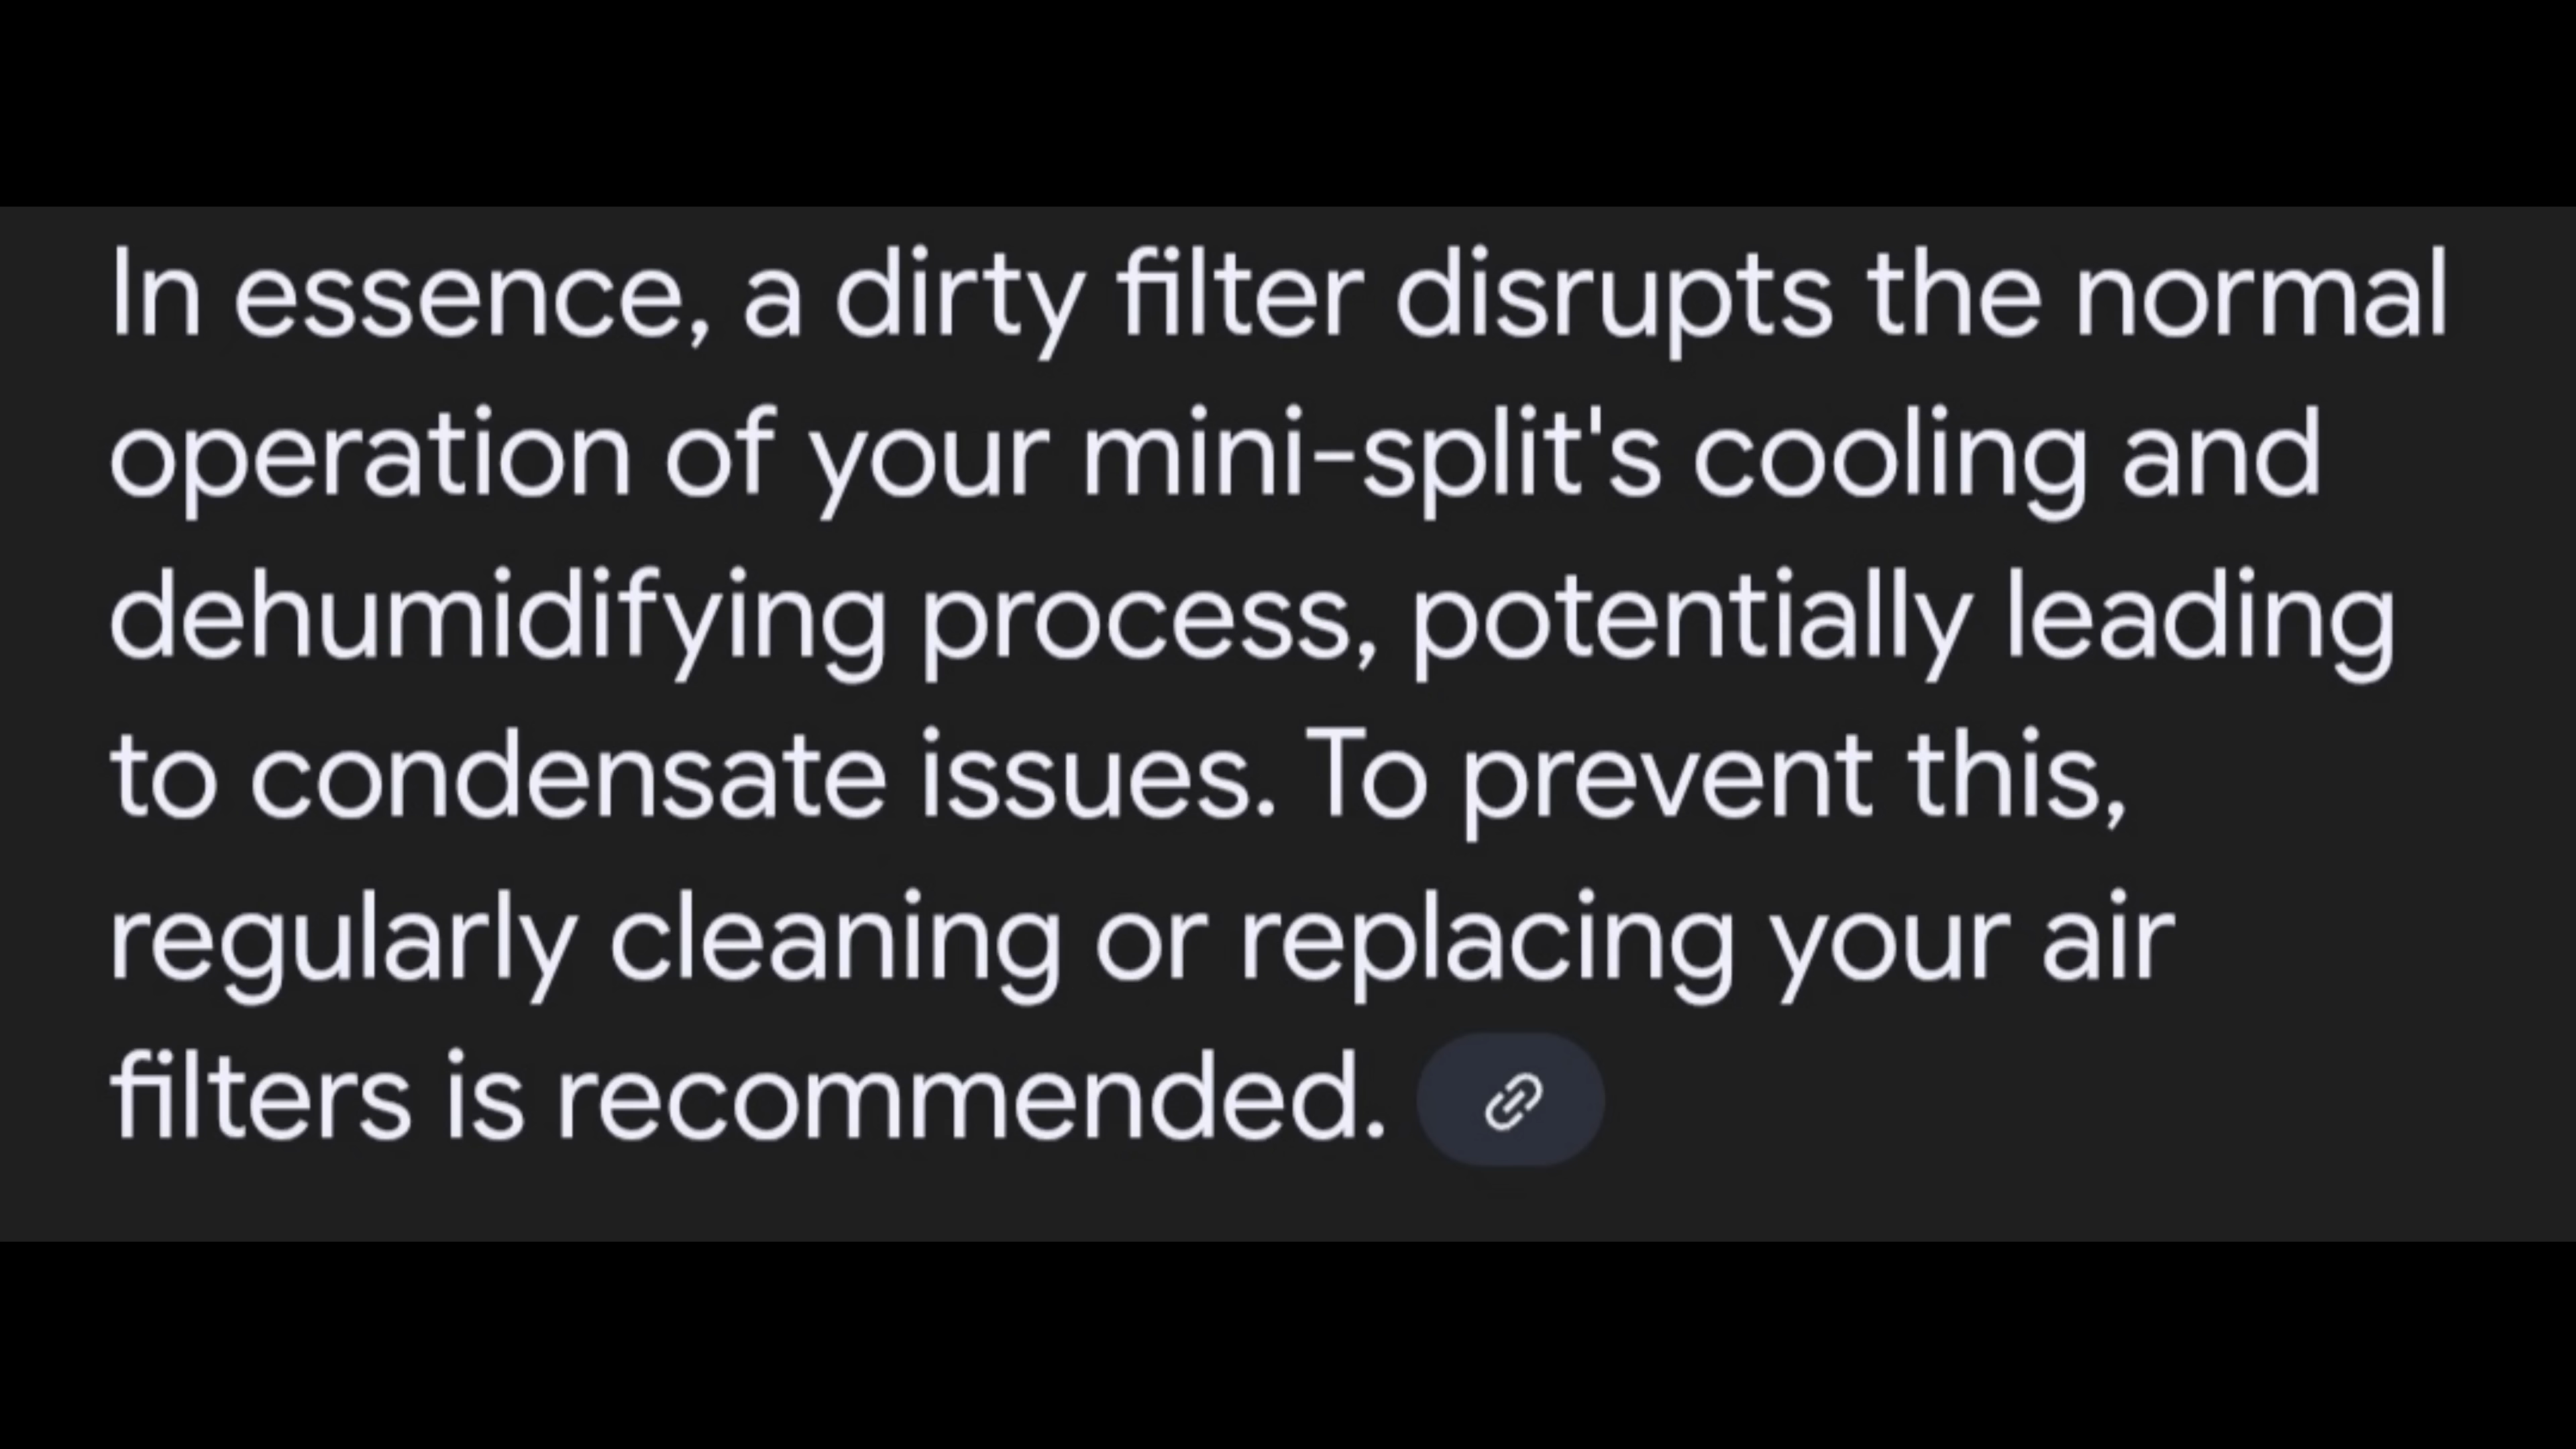 In essence, a dirty filter disrupts the normal
operation of your mini-split's cooling and
dehumidifying process, potentially leading
to condensate issues. To prevent this,
regularly cleaning or replacing your air
filters is recommended.